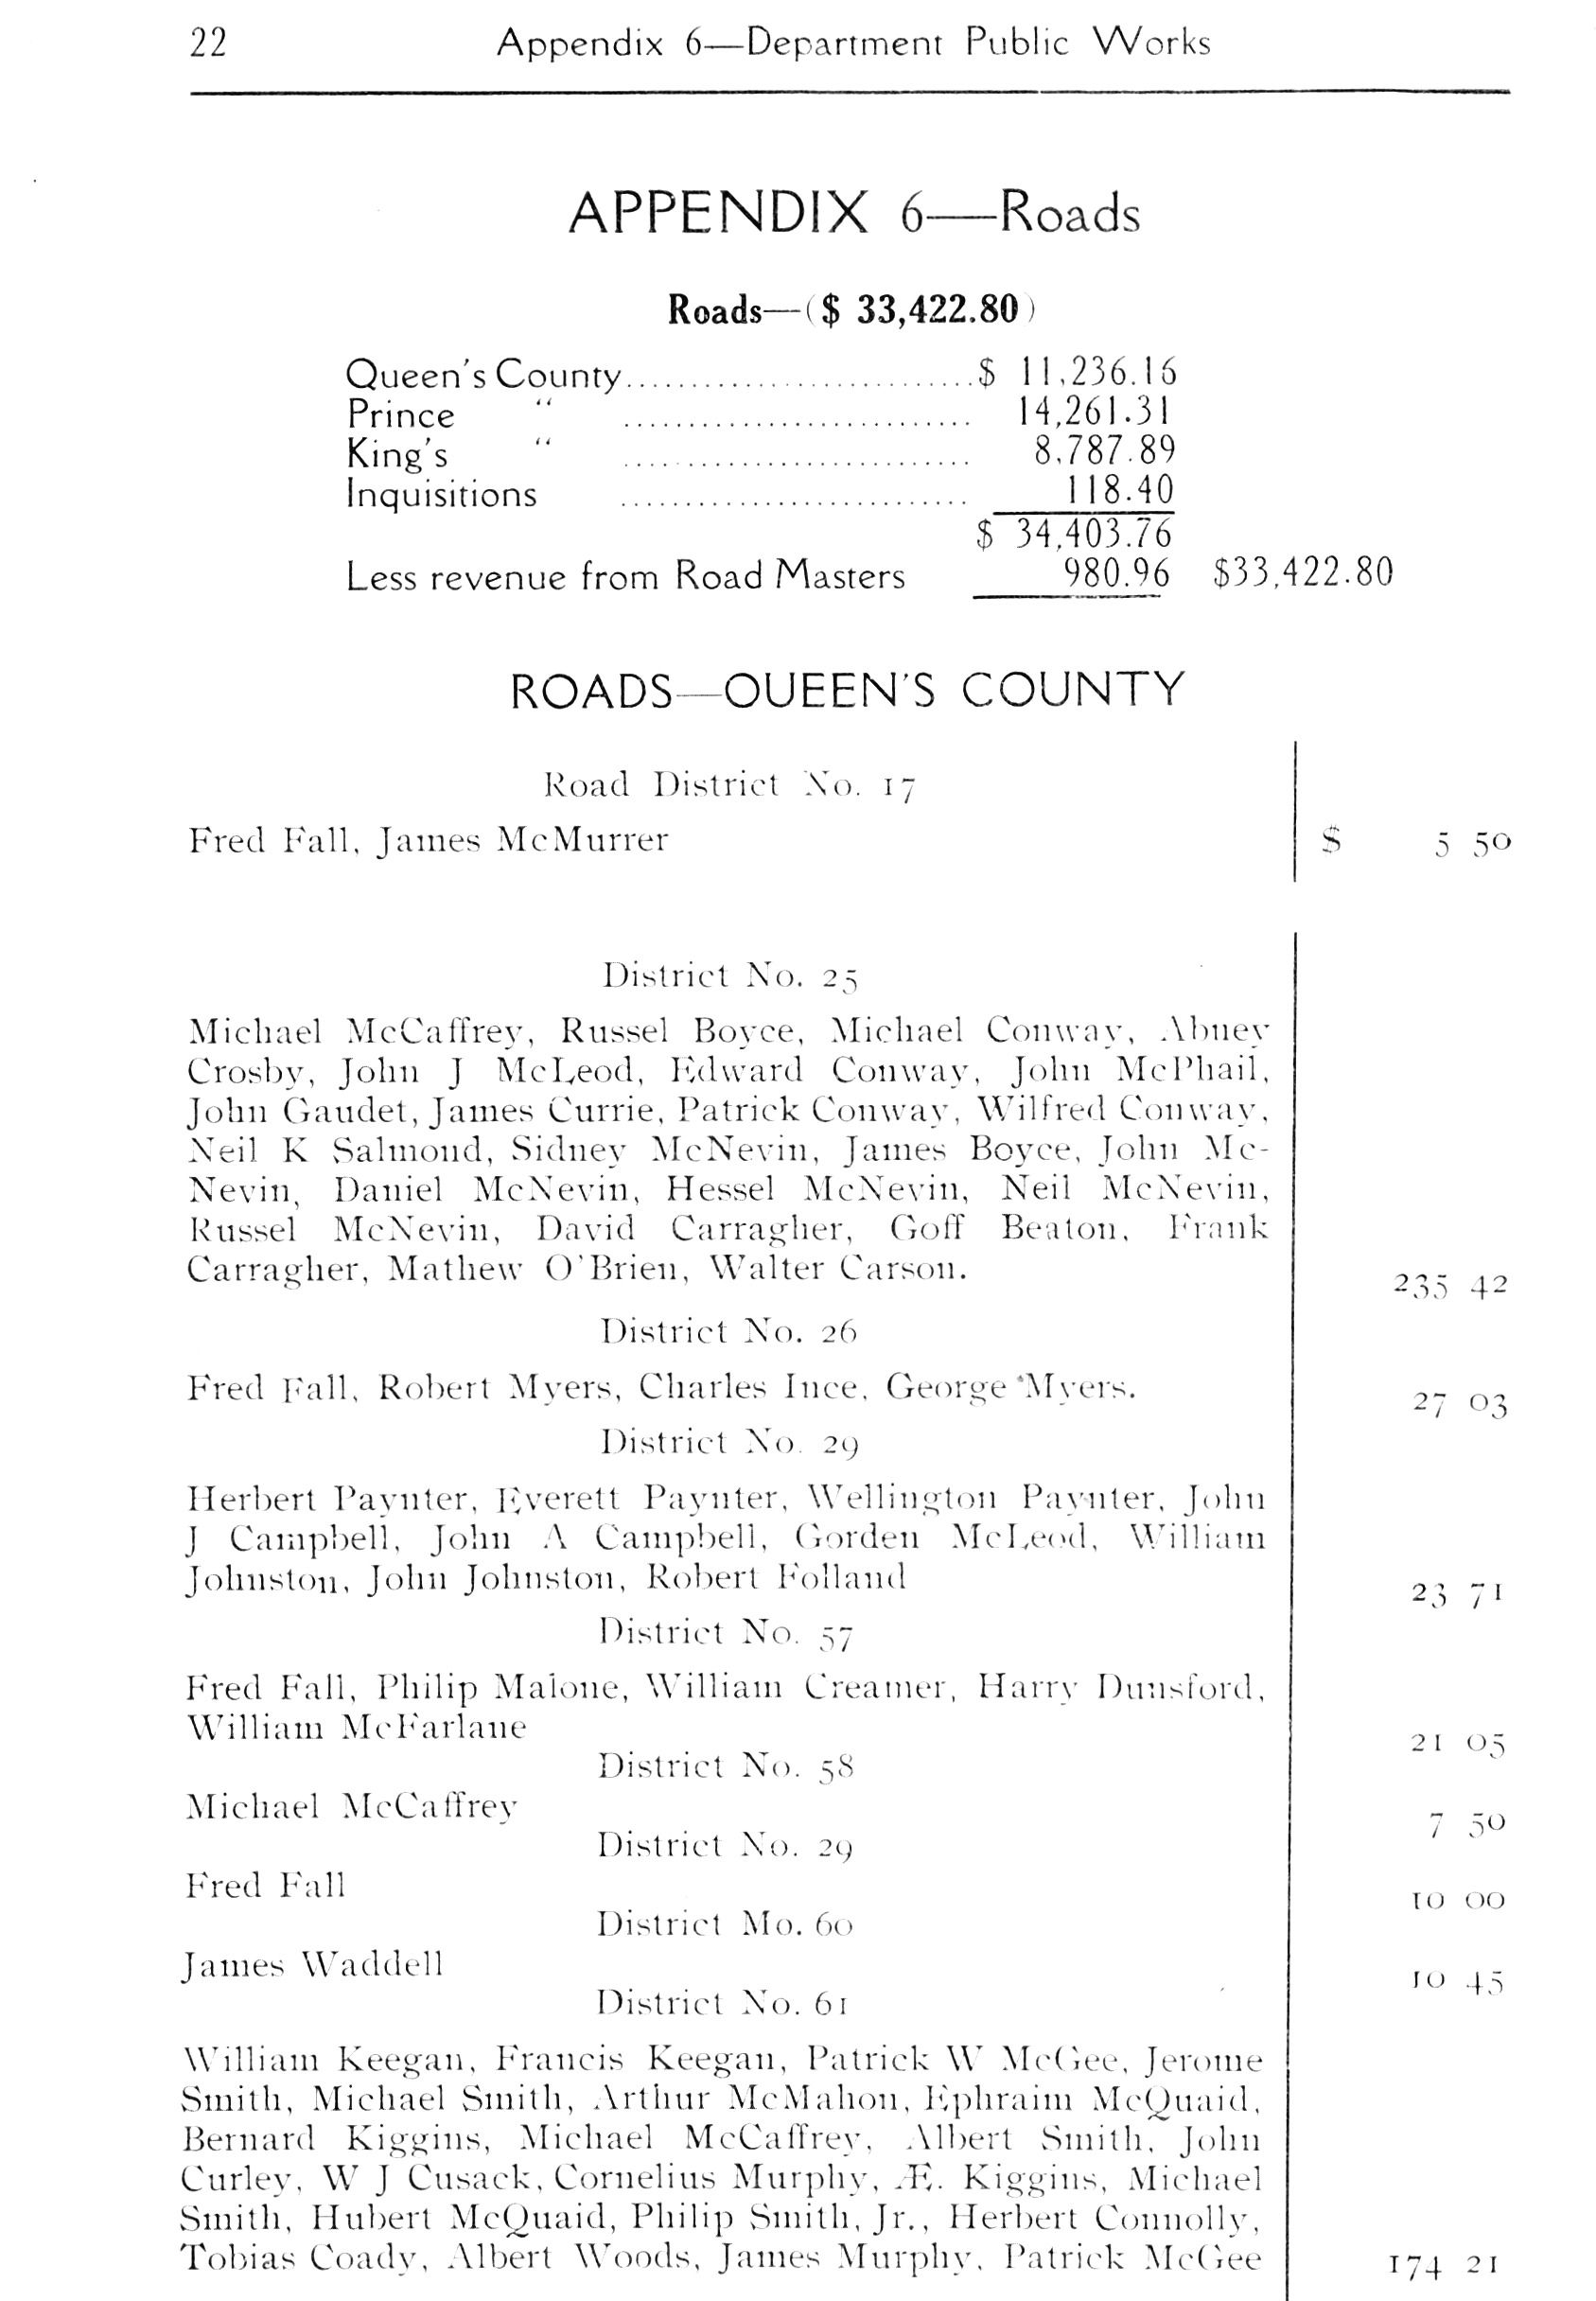 22 Appendix 6—Department Public Works
APPENDIX 6—Roads
Roads—($ 33,422.80)
Queen's County........................... $ 11,236.16
Prince " ........................... 14,261.31
King's " ........................... 8,787.89
Inquisitions ........................... 118.40
$ 34,403.76
Less revenue from Road Masters 980.96 $33,422.80
ROADS—QUEEN'S COUNTY
Road District No. 17
Fred Fall, James McMurrer $ 5 50
District No. 25
Michael McCaffrey, Russel Boyce, Michael Conway, Abney
Crosby, John J McLeod, Edward Conway, John McPhail,
John Gaudet, James Currie, Patrick Conway, Wilfred Conway,
Neil K Salmond, Sidney McNevin, James Boyce, John Mc-
Nevin, Daniel McNevin, Hessel McNevin, Neil McNevin,
Russel McNevin, David Carragher, Goff Beaton, Frank
Carragher, Mathew O'Brien, Walter Carson. 235 42
District No. 26
Fred Fall, Robert Myers, Charles Ince, George Myers. 27 03
District No. 29
Herbert Paynter, Everett Paynter, Wellington Paynter, John
J Campbell, John A Campbell, Gorden McLeod, William
Johnston, John Johnston, Robert Folland 23 71
District No. 57
Fred Fall, Philip Malone, William Creamer, Harry Dunsford,
William McFarlane 21 05
District No. 58
Michael McCaffrey 7 50
District No. 29
Fred Fall 10 00
District Mo. 60
James Waddell 10 45
District No. 61
William Keegan, Francis Keegan, Patrick W McGee, Jerome
Smith, Michael Smith, Arthur McMahon, Ephraim McQuaid,
Bernard Kiggins, Michael McCaffrey, Albert Smith, John
Curley, W J Cusack, Cornelius Murphy, Æ. Kiggins, Michael
Smith, Hubert McQuaid, Philip Smith, Jr., Herbert Connolly,
Tobias Coady, Albert Woods, James Murphy, Patrick McGee 174 21